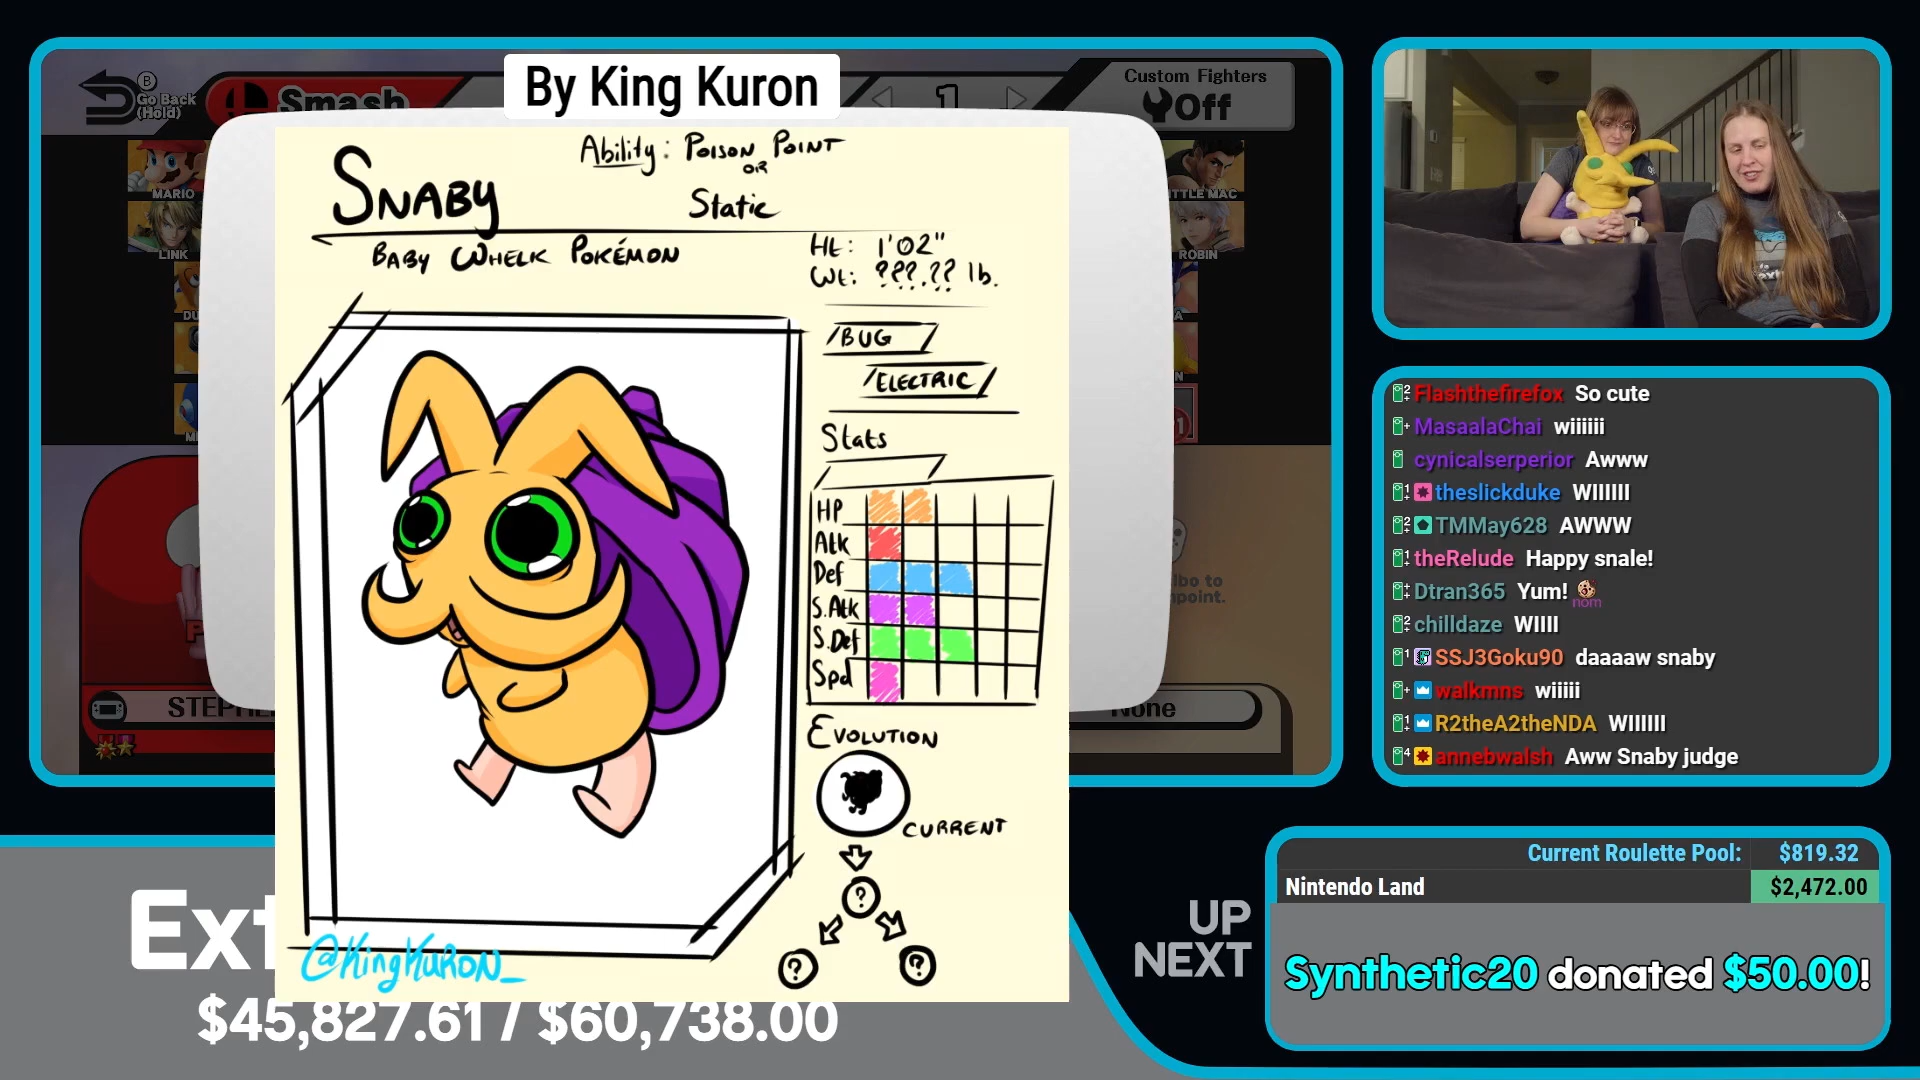 By King Kuron
B
Go Back
(Hold)
Smash
1
Custom Fighters
Off
MARIO
LINK
LITTLE MAC
ROBIN
Snaby
Ability: Poison Point
or
Static
Baby Whelk Pokémon
Ht: 1'02"
Wt: ???.?? lb.
BUG
ELECTRIC
Stats
HP
Atk
Def
S.Atk
S.Def
Spd
Evolution
Current
?
?
?
@KingKuron_
None
Ext
$45,827.61 / $60,738.00
Flashthefirefox So cute
MasaalaChai wiiiiii
cynicalserperior Awww
theslickduke WIIIIII
TMMay628 AWWW
theRelude Happy snale!
Dtran365 Yum! nom
chilldaze WIIII
SSJ3Goku90 daaaaw snaby
walkmns wiiiii
R2theA2theNDA WIIIIII
annebwalsh Aww Snaby judge
UP
NEXT
Current Roulette Pool: $819.32
Nintendo Land $2,472.00
Synthetic20 donated $50.00!